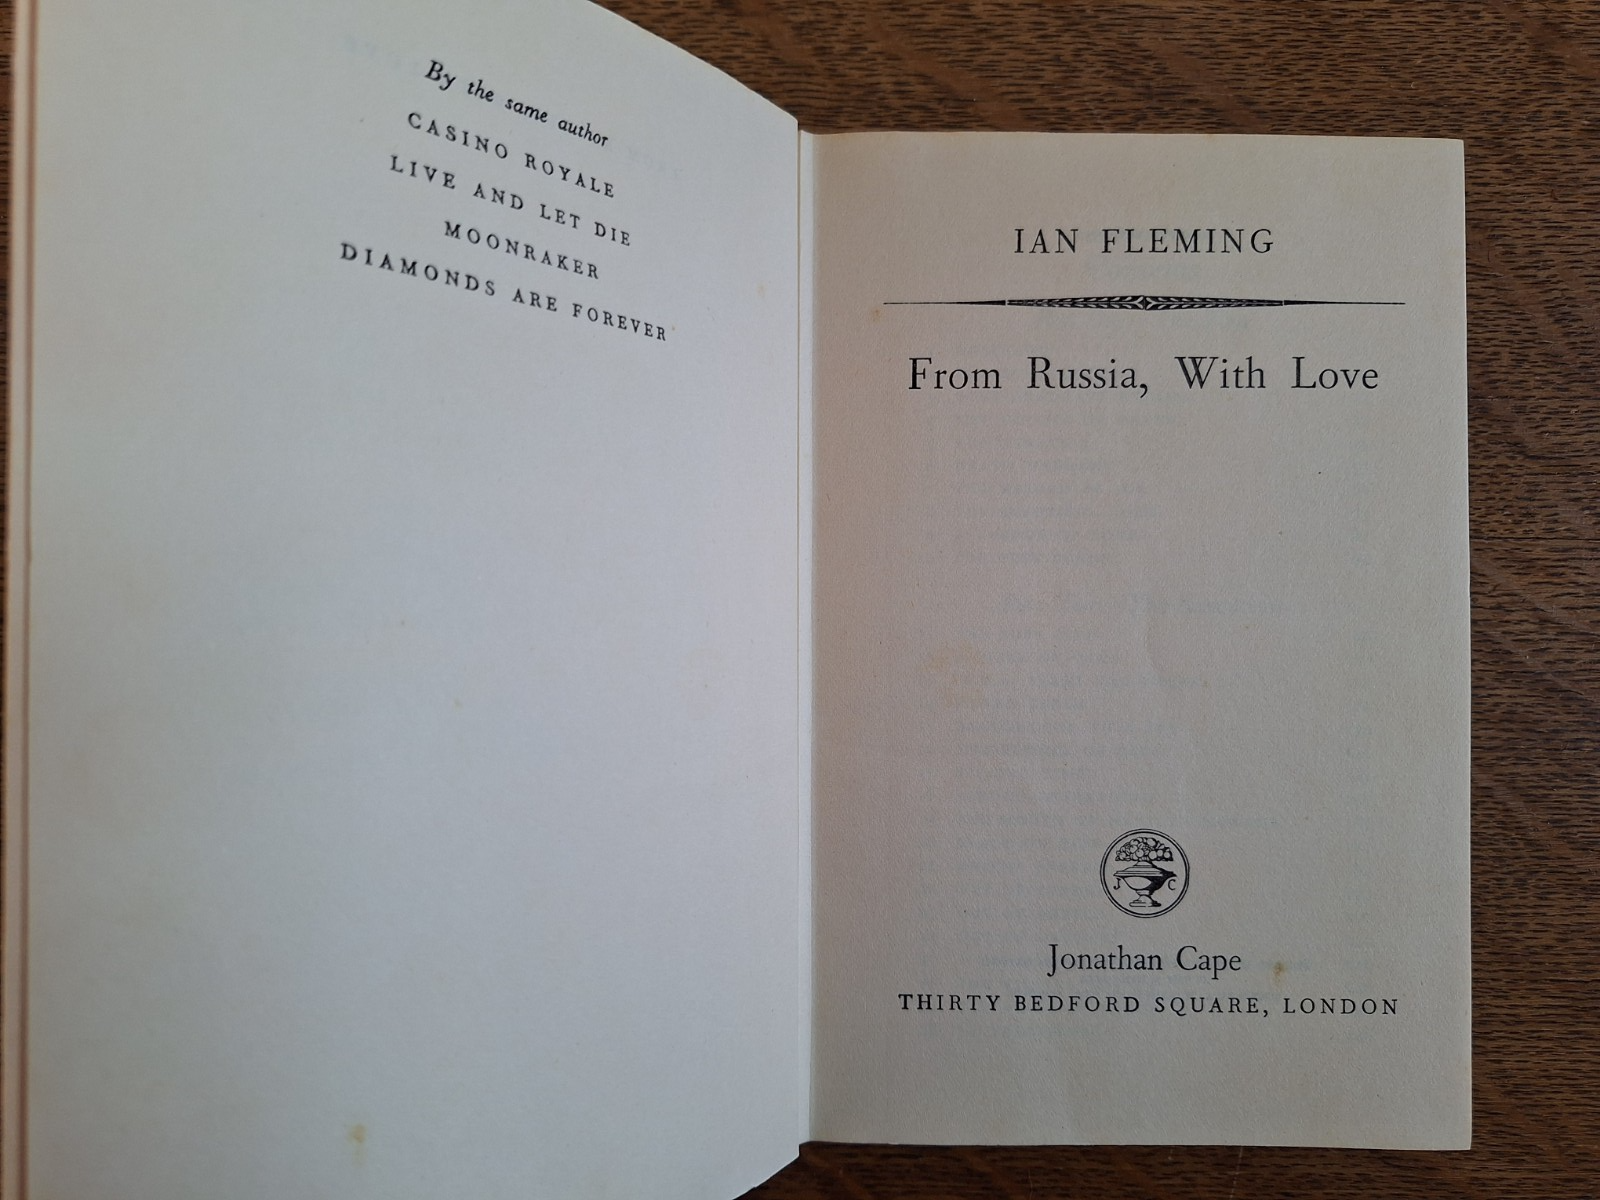 By the same author
CASINO ROYALE
LIVE AND LET DIE
MOONRAKER
DIAMONDS ARE FOREVER
IAN FLEMING
From Russia, With Love
J C
Jonathan Cape
THIRTY BEDFORD SQUARE, LONDON